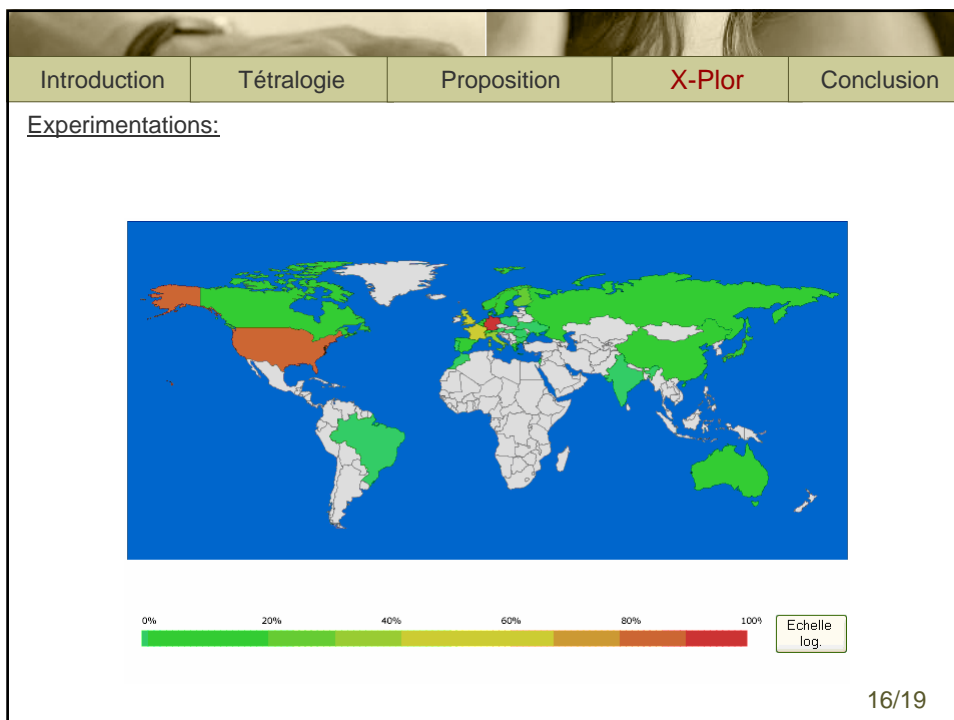 Introduction Tétralogie Proposition X-Plor Conclusion
Experimentations:
0% 20% 40% 60% 80% 100%
Echelle
log.
16/19